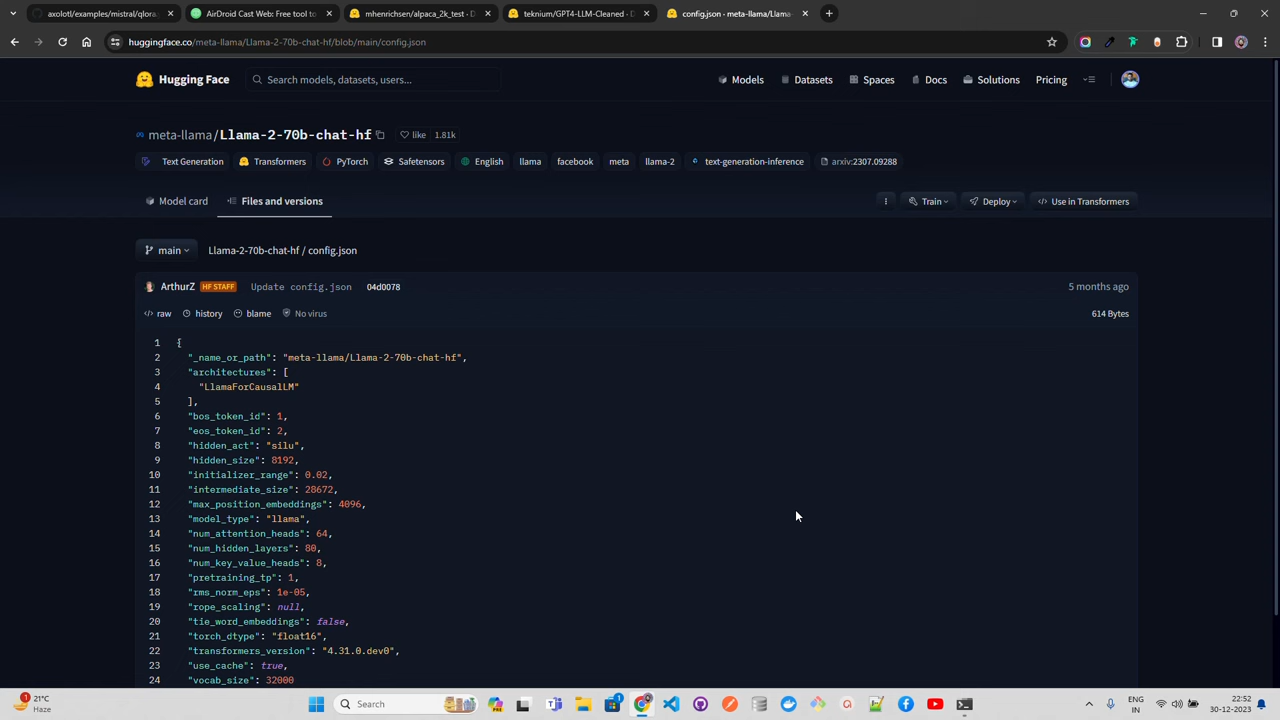 axolotl/examples/mistral/qlora
AirDroid Cast Web: Free tool to
mhenrichsen/alpaca_2k_test · D
teknium/GPT4-LLM-Cleaned · D
config.json · meta-llama/Llama-
huggingface.co/meta-llama/Llama-2-70b-chat-hf/blob/main/config.json
Hugging Face
Search models, datasets, users...
Models
Datasets
Spaces
Docs
Solutions
Pricing
meta-llama/Llama-2-70b-chat-hf
like
1.81k
Text Generation
Transformers
PyTorch
Safetensors
English
llama
facebook
meta
llama-2
text-generation-inference
arxiv:2307.09288
Model card
Files and versions
Train
Deploy
Use in Transformers
main
Llama-2-70b-chat-hf / config.json
ArthurZ
HF STAFF
Update config.json
04d0078
5 months ago
raw
history
blame
No virus
614 Bytes
1 {
2 "_name_or_path": "meta-llama/Llama-2-70b-chat-hf",
3 "architectures": [
4 "LlamaForCausalLM"
5 ],
6 "bos_token_id": 1,
7 "eos_token_id": 2,
8 "hidden_act": "silu",
9 "hidden_size": 8192,
10 "initializer_range": 0.02,
11 "intermediate_size": 28672,
12 "max_position_embeddings": 4096,
13 "model_type": "llama",
14 "num_attention_heads": 64,
15 "num_hidden_layers": 80,
16 "num_key_value_heads": 8,
17 "pretraining_tp": 1,
18 "rms_norm_eps": 1e-05,
19 "rope_scaling": null,
20 "tie_word_embeddings": false,
21 "torch_dtype": "float16",
22 "transformers_version": "4.31.0.dev0",
23 "use_cache": true,
24 "vocab_size": 32000
1
21°C
Haze
Search
1
ENG
IN
22:52
30-12-2023